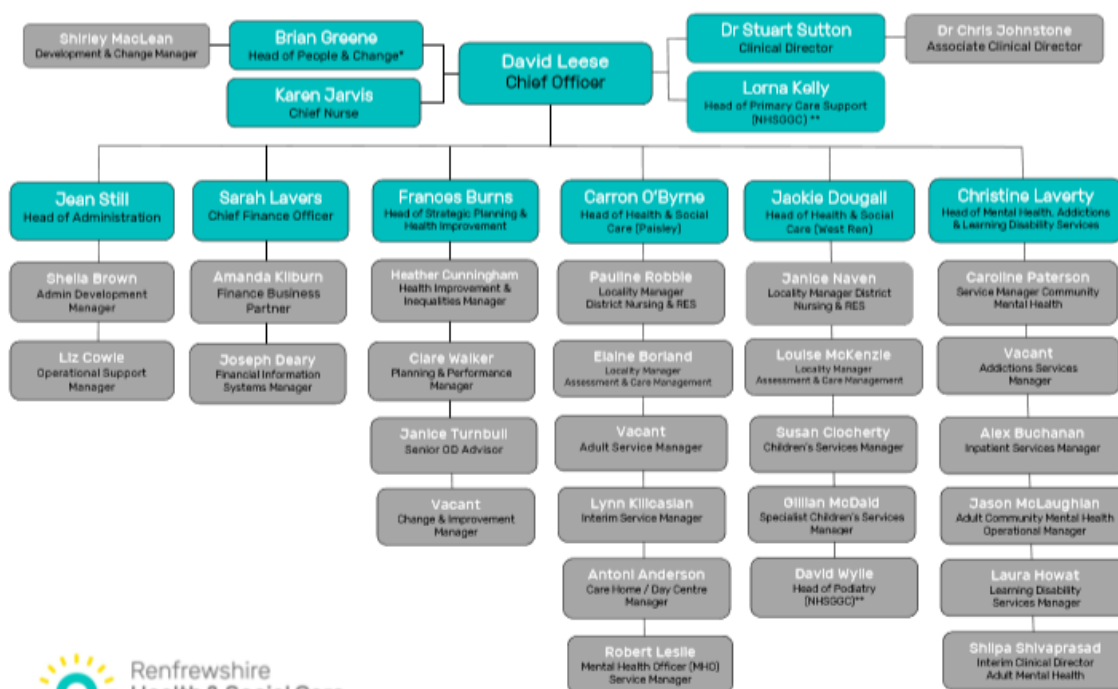 Shirley MacLean
Development & Change Manager
Brian Greene
Head of People & Change*
Karen Jarvis
Chief Nurse
David Leese
Chief Officer
Dr Stuart Sutton
Clinical Director
Dr Chris Johnstone
Associate Clinical Director
Lorna Kelly
Head of Primary Care Support
(NHSGGC) **
Jean Still
Head of Administration
Sheila Brown
Admin Development
Manager
Liz Cowie
Operational Support
Manager
Sarah Lavers
Chief Finance Officer
Amanda Kilburn
Finance Business
Partner
Joseph Deary
Financial Information
Systems Manager
Frances Burns
Head of Strategic Planning &
Health Improvement
Heather Cunningham
Health Improvement &
Inequalities Manager
Clare Walker
Planning & Performance
Manager
Janice Turnbull
Senior OD Advisor
Vacant
Change & Improvement
Manager
Carron O'Byrne
Head of Health & Social
Care (Paisley)
Pauline Robbie
Locality Manager
District Nursing & RES
Elaine Borland
Locality Manager
Assessment & Care Management
Vacant
Adult Service Manager
Lynn Killcaslan
Interim Service Manager
Antoni Anderson
Care Home / Day Centre
Manager
Robert Leslie
Mental Health Officer (MHO)
Service Manager
Jackie Dougall
Head of Health & Social
Care (West Ren)
Janice Naven
Locality Manager District
Nursing & RES
Louise McKenzie
Locality Manager
Assessment & Care Management
Susan Clocherty
Children's Services Manager
Gillian McDaid
Specialist Children's Services
Manager
David Wylie
Head of Podiatry
(NHSGGC)**
Christine Laverty
Head of Mental Health, Addictions
& Learning Disability Services
Caroline Paterson
Service Manager Community
Mental Health
Vacant
Addictions Services
Manager
Alex Buchanan
Inpatient Services Manager
Jason McLaughlan
Adult Community Mental Health
Operational Manager
Laura Howat
Learning Disability
Services Manager
Shilpa Shivaprasad
Interim Clinical Director
Adult Mental Health
Renfrewshire
Health & Social Care